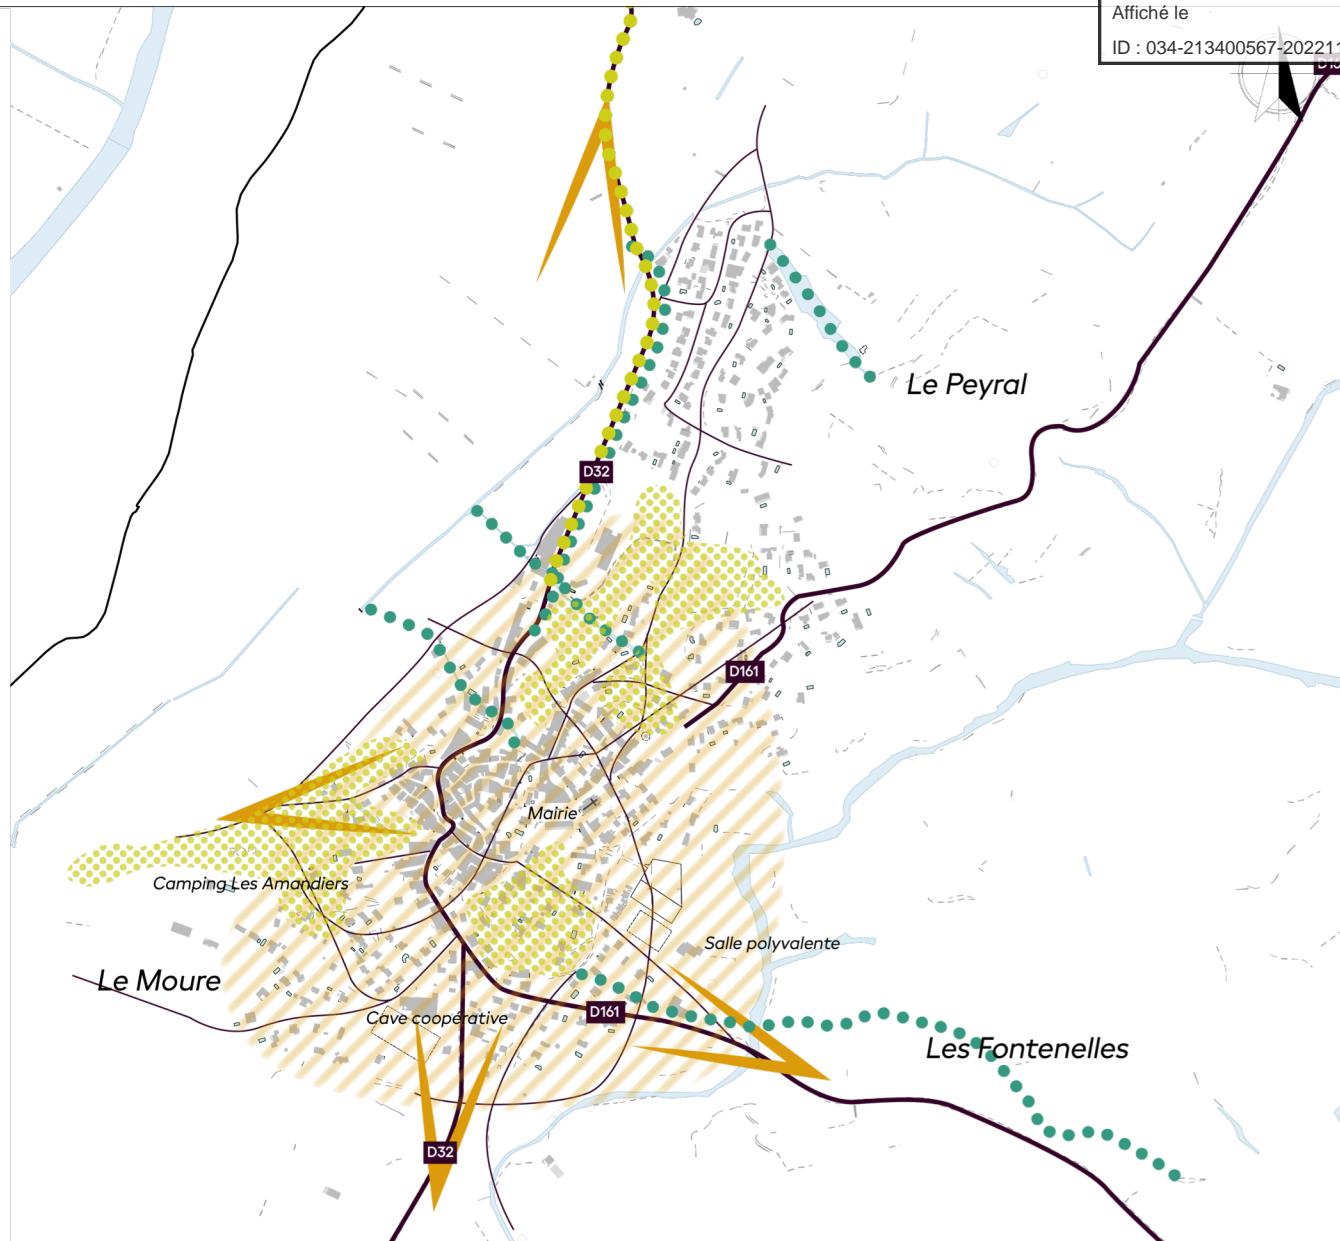 Affiché le
ID : 034-213400567-202211
Le Peyral
D32
D161
Mairie
Camping Les Amandiers
Salle polyvalente
Le Moure
Cave coopérative
D161
Les Fontenelles
D32